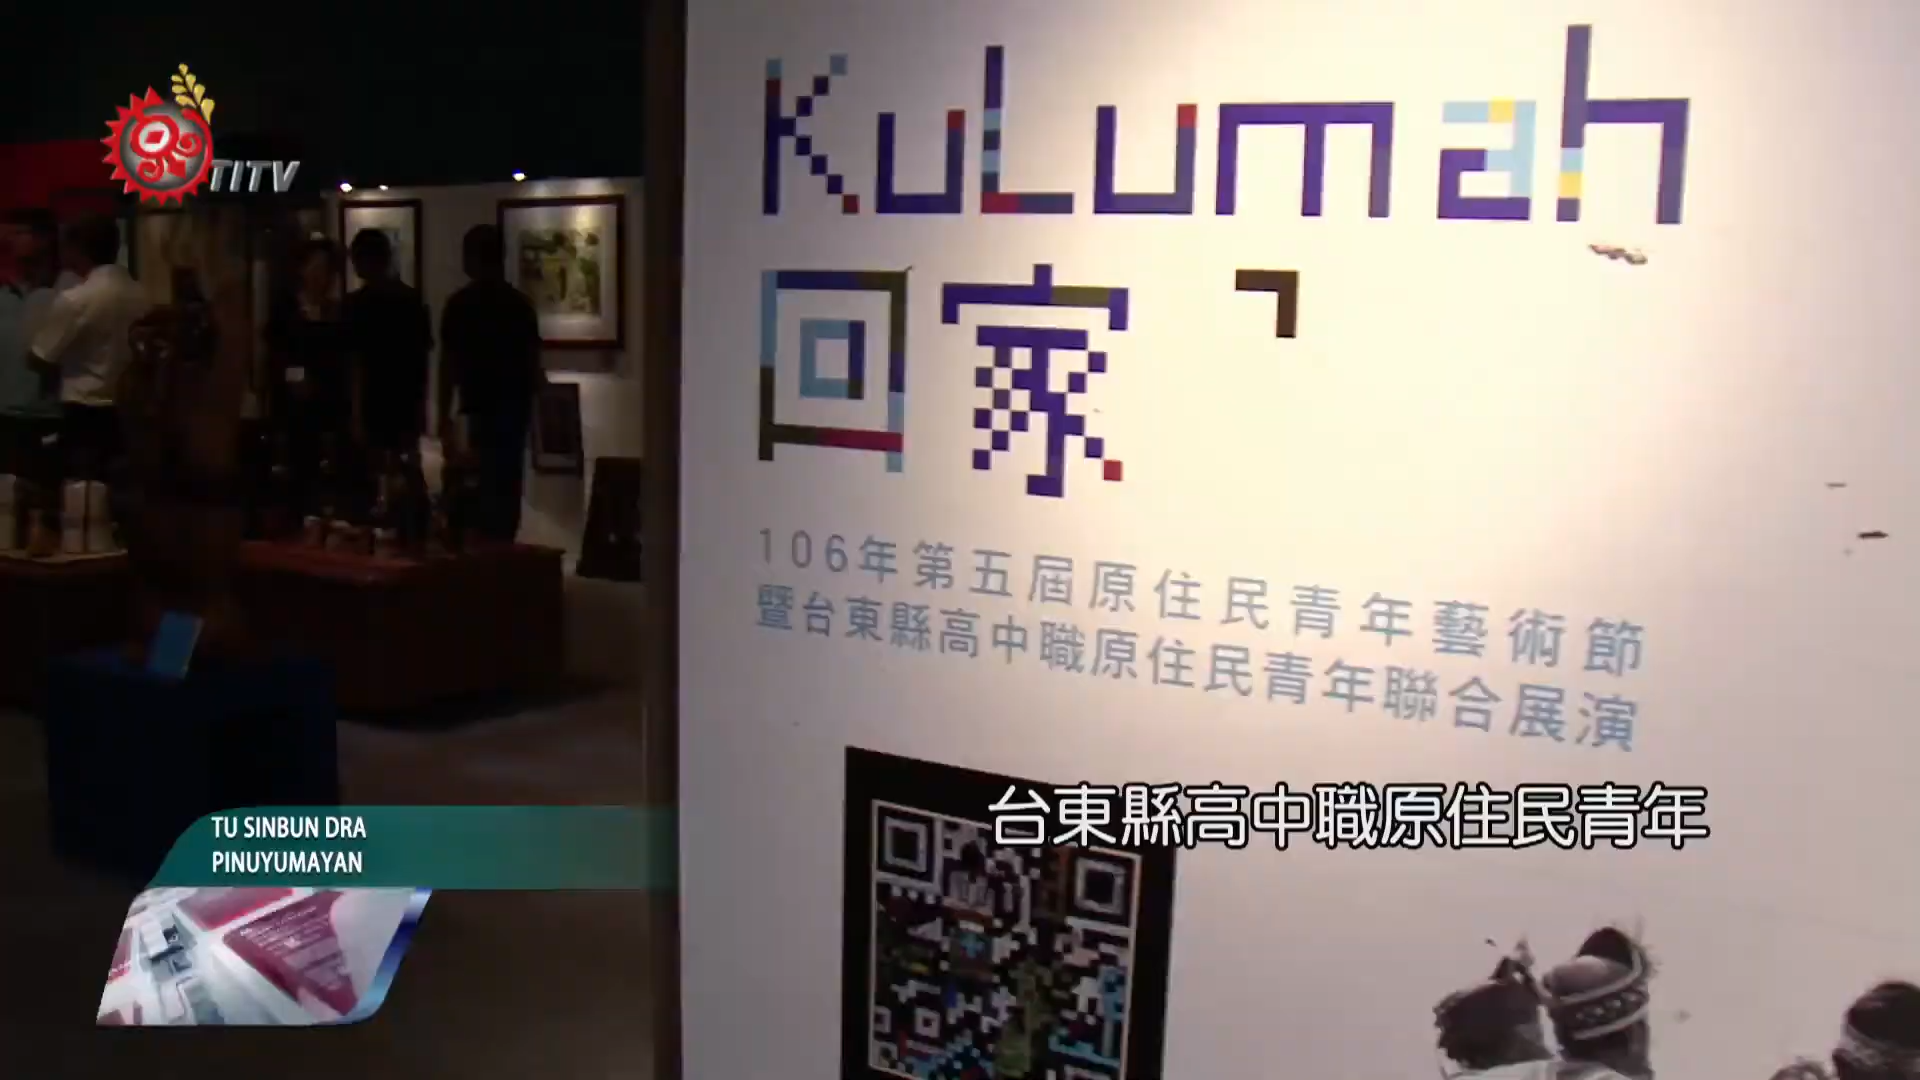 TITV
KuLumah
回家
106年第五屆原住民青年藝術節
暨台東縣高中職原住民青年聯合展演
台東縣高中職原住民青年
TU SINBUN DRA
PINUYUMAYAN